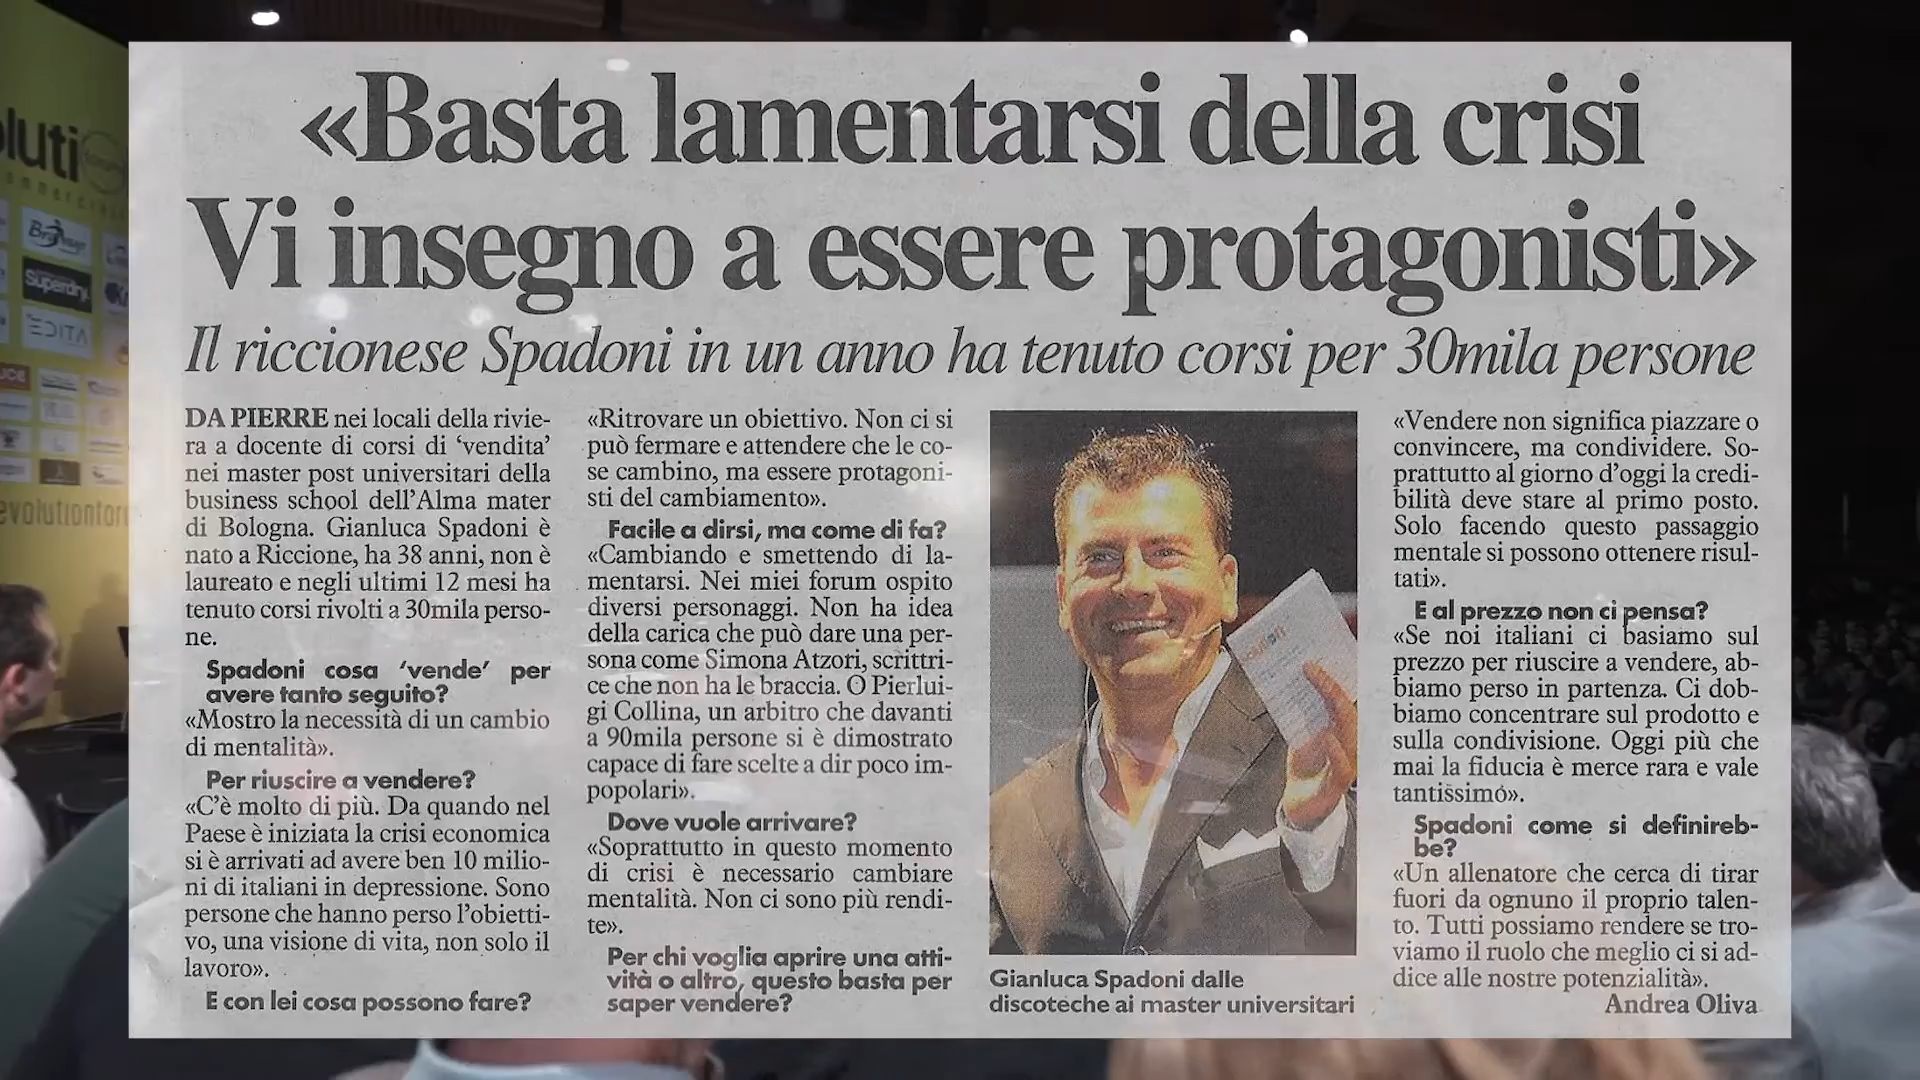 «Basta lamentarsi della crisi
Vi insegno a essere protagonisti»
Il riccionese Spadoni in un anno ha tenuto corsi per 30mila persone
DA PIERRE nei locali della rivie-
ra a docente di corsi di ‘vendita’
nei master post universitari della
business school dell’Alma mater
di Bologna. Gianluca Spadoni è
nato a Riccione, ha 38 anni, non è
laureato e negli ultimi 12 mesi ha
tenuto corsi rivolti a 30mila perso-
ne.
Spadoni cosa ‘vende’ per
avere tanto seguito?
«Mostro la necessità di un cambio
di mentalità».
Per riuscire a vendere?
«C’è molto di più. Da quando nel
Paese è iniziata la crisi economica
si è arrivati ad avere ben 10 milio-
ni di italiani in depressione. Sono
persone che hanno perso l’obietti-
vo, una visione di vita, non solo il
lavoro».
E con lei cosa possono fare?
«Ritrovare un obiettivo. Non ci si
può fermare e attendere che le co-
se cambino, ma essere protagoni-
sti del cambiamento».
Facile a dirsi, ma come di fa?
«Cambiando e smettendo di la-
mentarsi. Nei miei forum ospito
diversi personaggi. Non ha idea
della carica che può dare una per-
sona come Simona Atzori, scrittri-
ce che non ha le braccia. O Pierlui-
gi Collina, un arbitro che davanti
a 90mila persone si è dimostrato
capace di fare scelte a dir poco im-
popolari».
Dove vuole arrivare?
«Soprattutto in questo momento
di crisi è necessario cambiare
mentalità. Non ci sono più rendi-
te».
Per chi voglia aprire una atti-
vità o altro, questo basta per
saper vendere?
Gianluca Spadoni dalle
discoteche ai master universitari
«Vendere non significa piazzare o
convincere, ma condividere. So-
prattutto al giorno d’oggi la credi-
bilità deve stare al primo posto.
Solo facendo questo passaggio
mentale si possono ottenere risul-
tati».
E al prezzo non ci pensa?
«Se noi italiani ci basiamo sul
prezzo per riuscire a vendere, ab-
biamo perso in partenza. Ci dob-
biamo concentrare sul prodotto e
sulla condivisione. Oggi più che
mai la fiducia è merce rara e vale
tantissimo».
Spadoni come si definireb-
be?
«Un allenatore che cerca di tirar
fuori da ognuno il proprio talen-
to. Tutti possiamo rendere se tro-
viamo il ruolo che meglio ci si ad-
dice alle nostre potenzialità».
Andrea Oliva
Superdry
EDITA